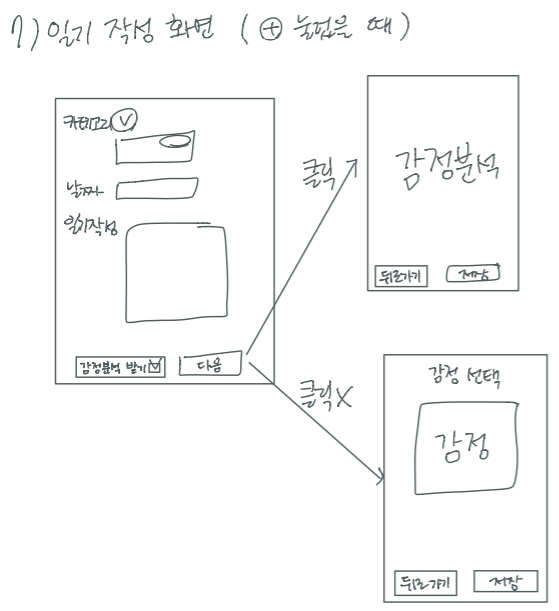 7) 일기 작성 화면 ( ⊕ 눌렀을 때 )
카테고리 V
날짜
일기작성
감정분석 받기 ☑
다음
클릭
감정분석
뒤로가기
저장
클릭X
감정 선택
감정
뒤로가기
저장